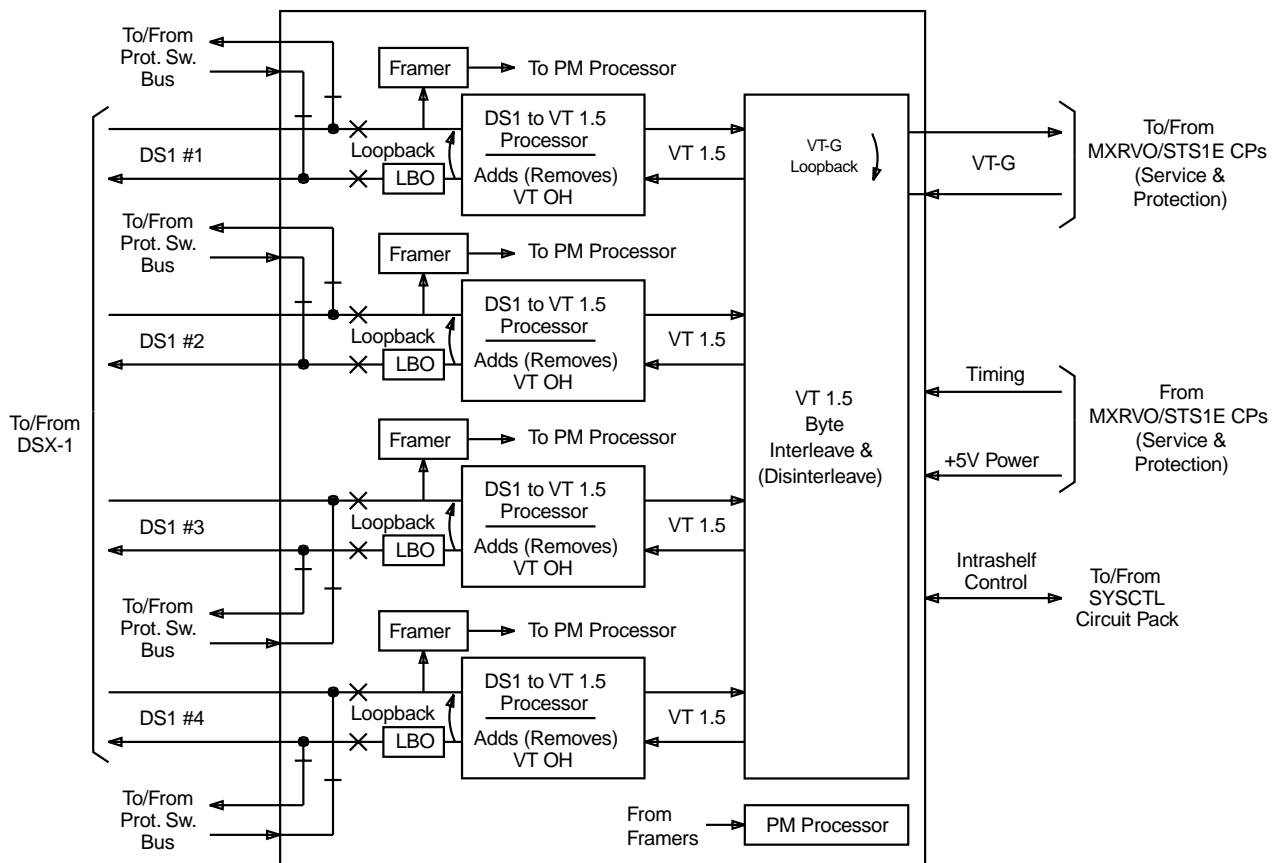 To/From
Prot. Sw.
Bus
Framer
To PM Processor
DS1 #1
Loopback
LBO
DS1 to VT 1.5
Processor
Adds (Removes)
VT OH
VT 1.5
VT-G
Loopback
VT-G
To/From
MXRVO/STS1E CPs
(Service &
Protection)
To/From
Prot. Sw.
Bus
Framer
To PM Processor
DS1 #2
Loopback
LBO
DS1 to VT 1.5
Processor
Adds (Removes)
VT OH
VT 1.5
To/From
DSX-1
VT 1.5
Byte
Interleave &
(Disinterleave)
Timing
+5V Power
From
MXRVO/STS1E CPs
(Service &
Protection)
Framer
To PM Processor
DS1 #3
Loopback
LBO
DS1 to VT 1.5
Processor
Adds (Removes)
VT OH
VT 1.5
To/From
Prot. Sw.
Bus
Intrashelf
Control
To/From
SYSCTL
Circuit Pack
Framer
To PM Processor
DS1 #4
Loopback
LBO
DS1 to VT 1.5
Processor
Adds (Removes)
VT OH
VT 1.5
To/From
Prot. Sw.
Bus
From
Framers
PM Processor